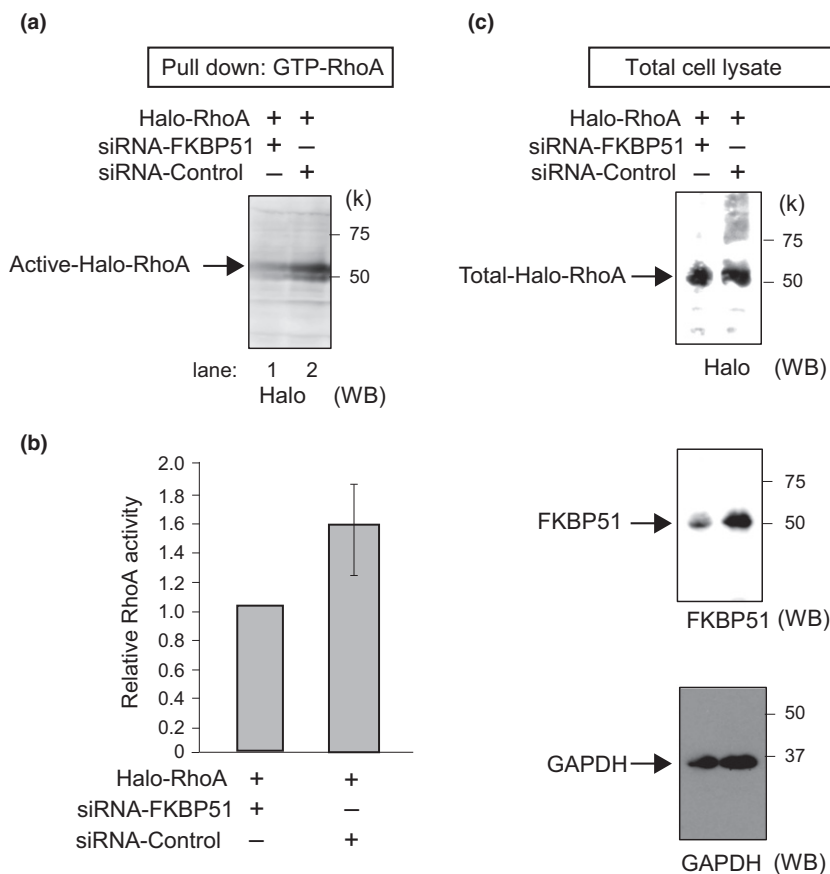 (a)
Pull down: GTP-RhoA
Halo-RhoA + +
siRNA-FKBP51 + –
siRNA-Control – +
(k)
75
Active-Halo-RhoA
50
lane: 1 2
Halo (WB)
(b)
Relative RhoA activity
2.0
1.8
1.6
1.4
1.2
1.0
0.8
0.6
0.4
0.2
0
Halo-RhoA + +
siRNA-FKBP51 + –
siRNA-Control – +
(c)
Total cell lysate
Halo-RhoA + +
siRNA-FKBP51 + –
siRNA-Control – +
(k)
75
Total-Halo-RhoA
50
Halo (WB)
75
FKBP51
50
FKBP51 (WB)
50
37
GAPDH
GAPDH (WB)